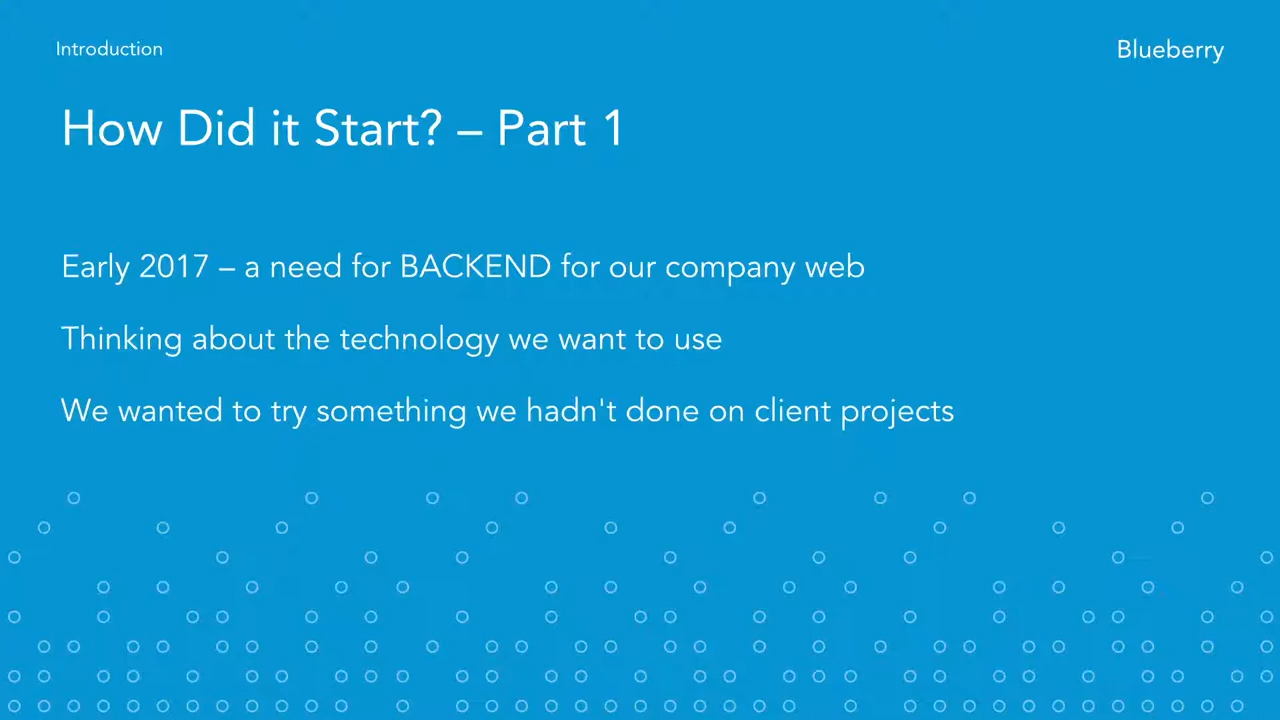 Introduction
Blueberry
How Did it Start? – Part 1
Early 2017 – a need for BACKEND for our company web
Thinking about the technology we want to use
We wanted to try something we hadn't done on client projects